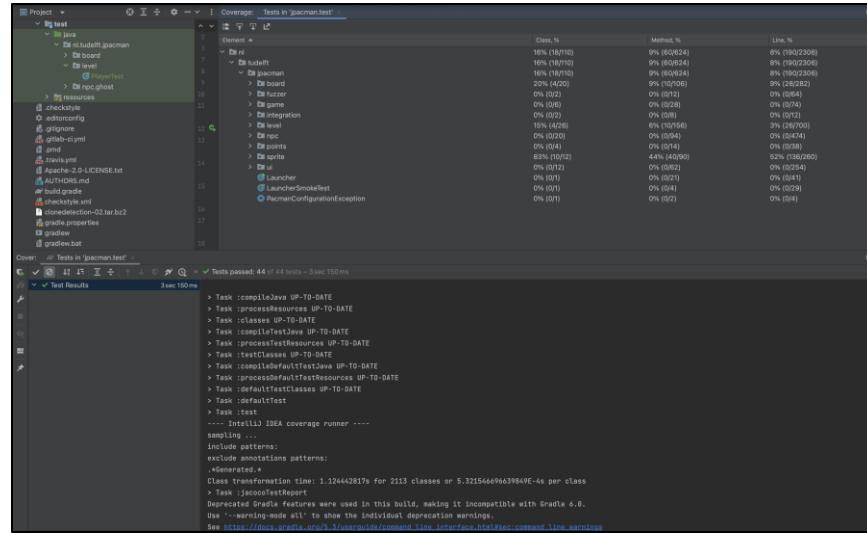 Project
Coverage: Tests in 'jpacman.test'
test
java
nl.tudelft.jpacman
board
level
PlayerTest
npc.ghost
resources
.checkstyle
.editorconfig
.gitignore
.gitlab-ci.yml
.pmd
.travis.yml
Apache-2.0-LICENSE.txt
AUTHORS.md
build.gradle
checkstyle.xml
clonedetection-02.tar.bz2
gradle.properties
gradlew
gradlew.bat
Element Class, % Method, % Line, %
nl 16% (18/110) 9% (60/624) 8% (190/2306)
tudelft 16% (18/110) 9% (60/624) 8% (190/2306)
jpacman 16% (18/110) 9% (60/624) 8% (190/2306)
board 20% (4/20) 9% (10/106) 9% (28/282)
fuzzer 0% (0/2) 0% (0/12) 0% (0/64)
game 0% (0/6) 0% (0/28) 0% (0/74)
integration 0% (0/2) 0% (0/8) 0% (0/12)
level 15% (4/26) 6% (10/156) 3% (26/700)
npc 0% (0/20) 0% (0/94) 0% (0/474)
points 0% (0/4) 0% (0/14) 0% (0/38)
sprite 83% (10/12) 44% (40/90) 52% (136/260)
ui 0% (0/12) 0% (0/62) 0% (0/254)
Launcher 0% (0/1) 0% (0/21) 0% (0/41)
LauncherSmokeTest 0% (0/1) 0% (0/4) 0% (0/29)
PacmanConfigurationException 0% (0/1) 0% (0/2) 0% (0/4)
Cover: Tests in 'jpacman.test'
Tests passed: 44 of 44 tests – 3 sec 150 ms
Test Results 3 sec 150 ms
> Task :compileJava UP-TO-DATE
> Task :processResources UP-TO-DATE
> Task :classes UP-TO-DATE
> Task :compileTestJava UP-TO-DATE
> Task :processTestResources UP-TO-DATE
> Task :testClasses UP-TO-DATE
> Task :compileDefaultTestJava UP-TO-DATE
> Task :processDefaultTestResources UP-TO-DATE
> Task :defaultTestClasses UP-TO-DATE
> Task :defaultTest
> Task :test
---- IntelliJ IDEA coverage runner ----
sampling ...
include patterns:
exclude annotations patterns:
.*Generated.*
Class transformation time: 1.124442817s for 2113 classes or 5.321546696639849E-4s per class
> Task :jacocoTestReport
Deprecated Gradle features were used in this build, making it incompatible with Gradle 6.0.
Use '--warning-mode all' to show the individual deprecation warnings.
See https://docs.gradle.org/5.3/userguide/command_line_interface.html#sec:command_line_warnings